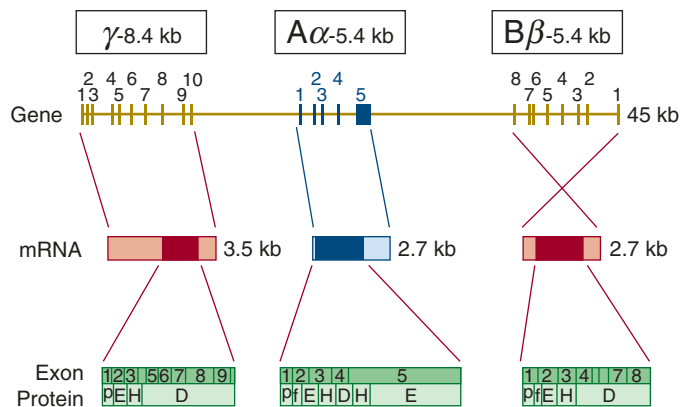 γ-8.4 kb
Aα-5.4 kb
Bβ-5.4 kb
2 4 6 8 10
1 3 5 7 9
2 4
1 3 5
8 6 4 2 1
7 5 3
Gene
45 kb
mRNA
3.5 kb
2.7 kb
2.7 kb
Exon
1 2 3 5 6 7 8 9
1 2 3 4 5
1 2 3 4 7 8
Protein
p E H D
p f E H D H E
p f E H D